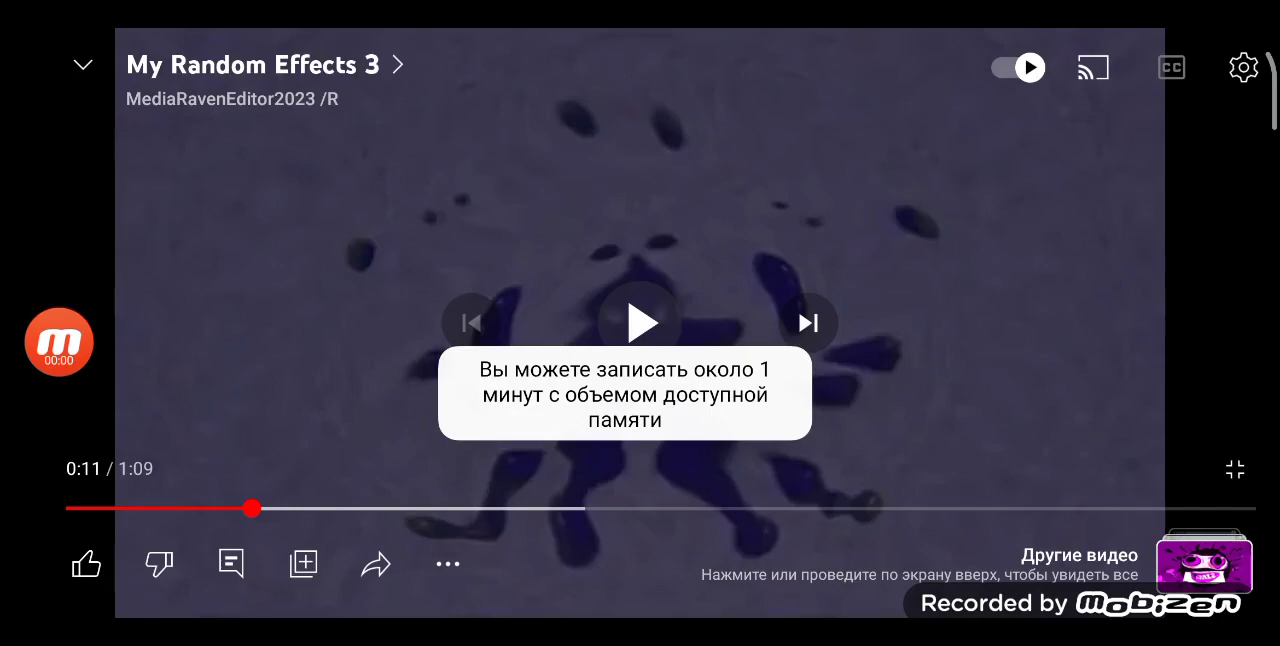 My Random Effects 3
MediaRavenEditor2023 /R
CC
00:00
Вы можете записать около 1
минут с объемом доступной
памяти
0:11 / 1:09
Другие видео
Нажмите или проведите по экрану вверх, чтобы увидеть все
Recorded by Mobizen